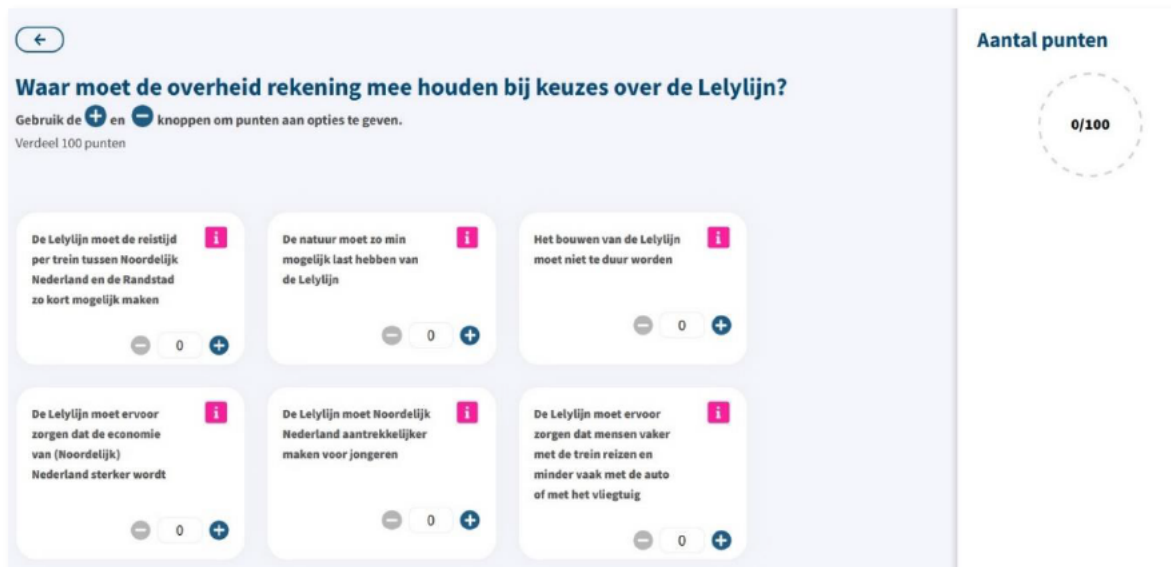 Aantal punten
0/100
Waar moet de overheid rekening mee houden bij keuzes over de Lelylijn?
Gebruik de + en − knoppen om punten aan opties te geven.
Verdeel 100 punten
De Lelylijn moet de reistijd
per trein tussen Noordelijk
Nederland en de Randstad
zo kort mogelijk maken
0
De natuur moet zo min
mogelijk last hebben van
de Lelylijn
0
Het bouwen van de Lelylijn
moet niet te duur worden
0
De Lelylijn moet ervoor
zorgen dat de economie
van (Noordelijk)
Nederland sterker wordt
0
De Lelylijn moet Noordelijk
Nederland aantrekkelijker
maken voor jongeren
0
De Lelylijn moet ervoor
zorgen dat mensen vaker
met de trein reizen en
minder vaak met de auto
of met het vliegtuig
0